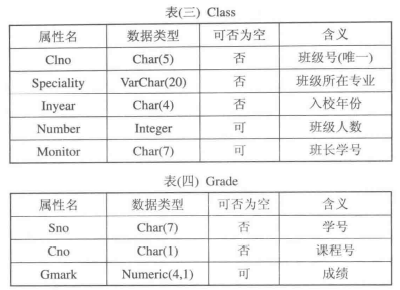 表(三) Class
属性名 数据类型 可否为空 含义
Clno Char(5) 否 班级号(唯一)
Speciality VarChar(20) 否 班级所在专业
Inyear Char(4) 否 入校年份
Number Integer 可 班级人数
Monitor Char(7) 可 班长学号
表(四) Grade
属性名 数据类型 可否为空 含义
Sno Char(7) 否 学号
Cno Char(1) 否 课程号
Gmark Numeric(4,1) 可 成绩